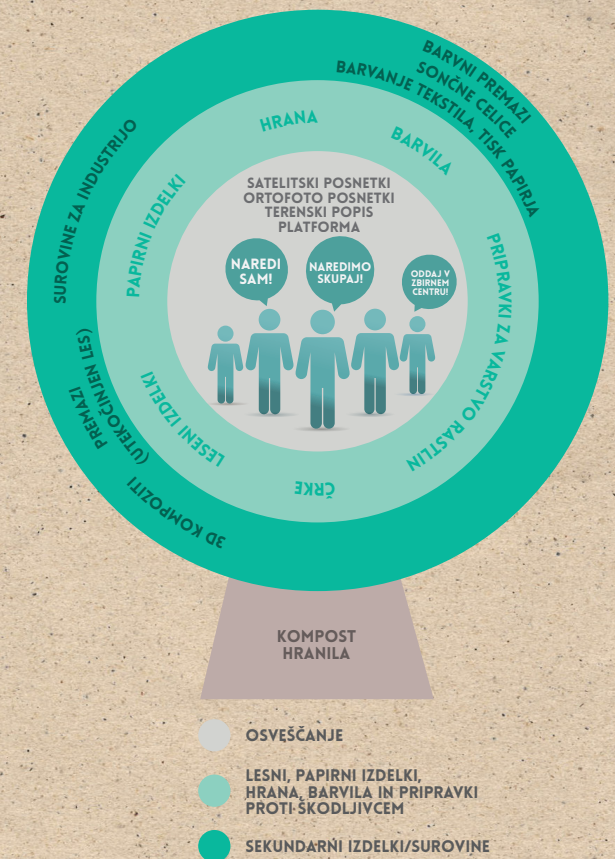 BARVNI PREMAZI
SONČNE CELICE
BARVANJE TEKSTILA, TISK PAPIRJA
SUROVINE ZA INDUSTRIJO
PREMAZI
(UTEKOČINJEN LES)
3D KOMPOZITI
HRANA
BARVILA
PAPIRNI IZDELKI
PRIPRAVKI ZA VARSTVO RASTLIN
LESENI IZDELKI
ČRKE
SATELITSKI POSNETKI
ORTOFOTO POSNETKI
TERENSKI POPIS
PLATFORMA
NAREDI
SAM!
NAREDIMO
SKUPAJ!
ODDAJ V
ZBIRNEM
CENTRU!
KOMPOST
HRANILA
OSVEŠČANJE
LESNI, PAPIRNI IZDELKI,
HRANA, BARVILA IN PRIPRAVKI
PROTI ŠKODLJIVCEM
SEKUNDARNI IZDELKI/SUROVINE